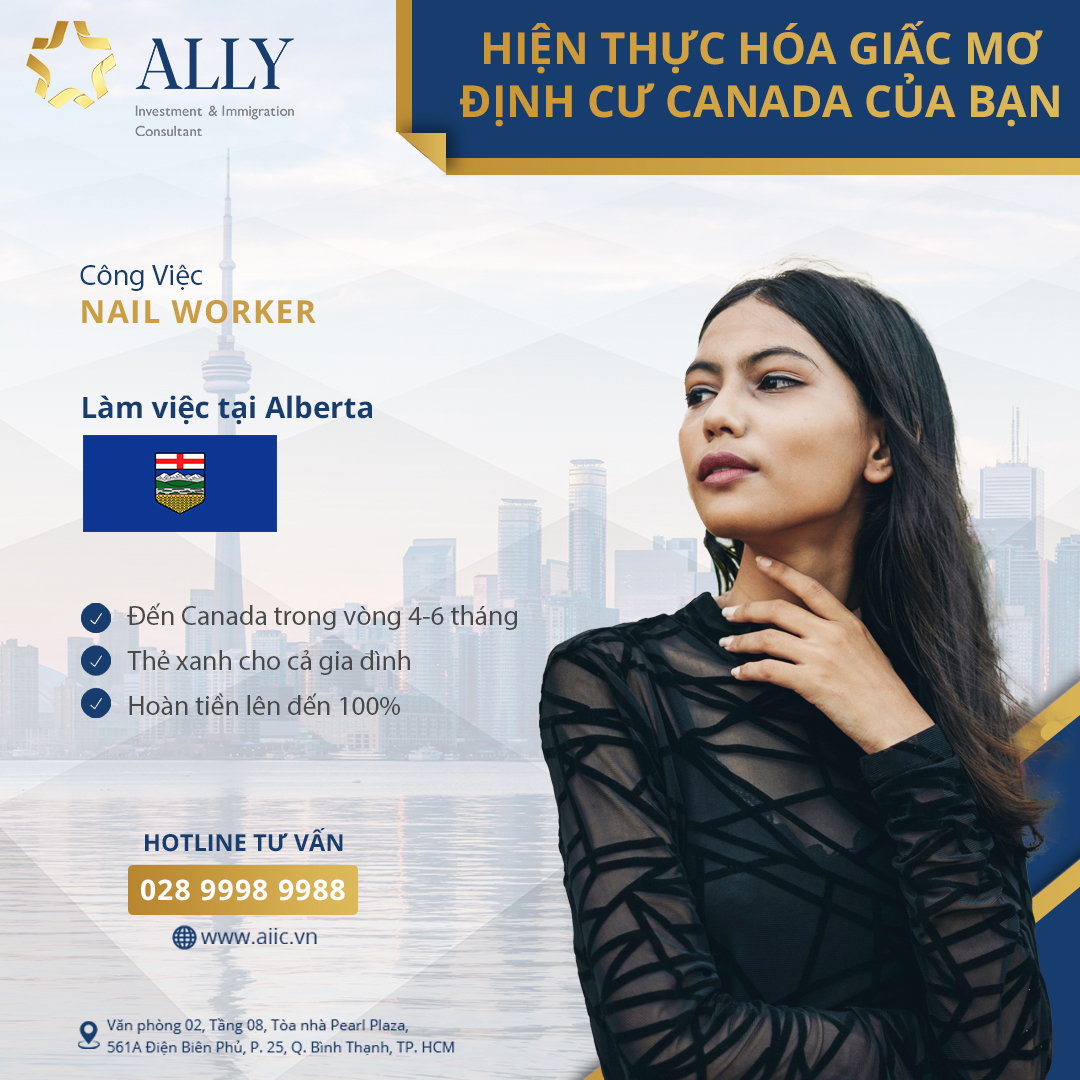 ALLY
Investment & Immigration
Consultant
HIỆN THỰC HÓA GIẤC MƠ
ĐỊNH CƯ CANADA CỦA BẠN
Công Việc
NAIL WORKER
Làm việc tại Alberta
Đến Canada trong vòng 4-6 tháng
Thẻ xanh cho cả gia đình
Hoàn tiền lên đến 100%
HOTLINE TƯ VẤN
028 9998 9988
www.aiic.vn
Văn phòng 02, Tầng 08, Tòa nhà Pearl Plaza,
561A Điện Biên Phủ, P. 25, Q. Bình Thạnh, TP. HCM